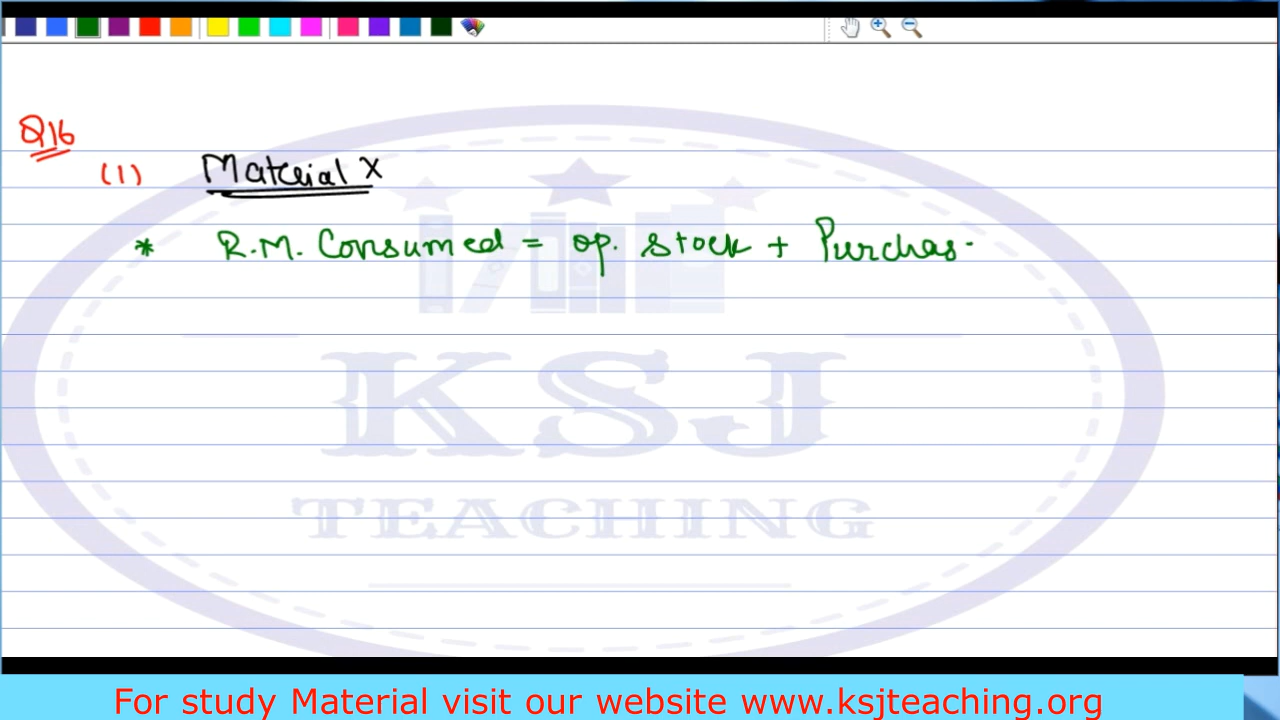 Q16
(1) Material X
* R.M. Consumed = op. stock + Purchas
KSJ
TEACHING
For study Material visit our website www.ksjteaching.org